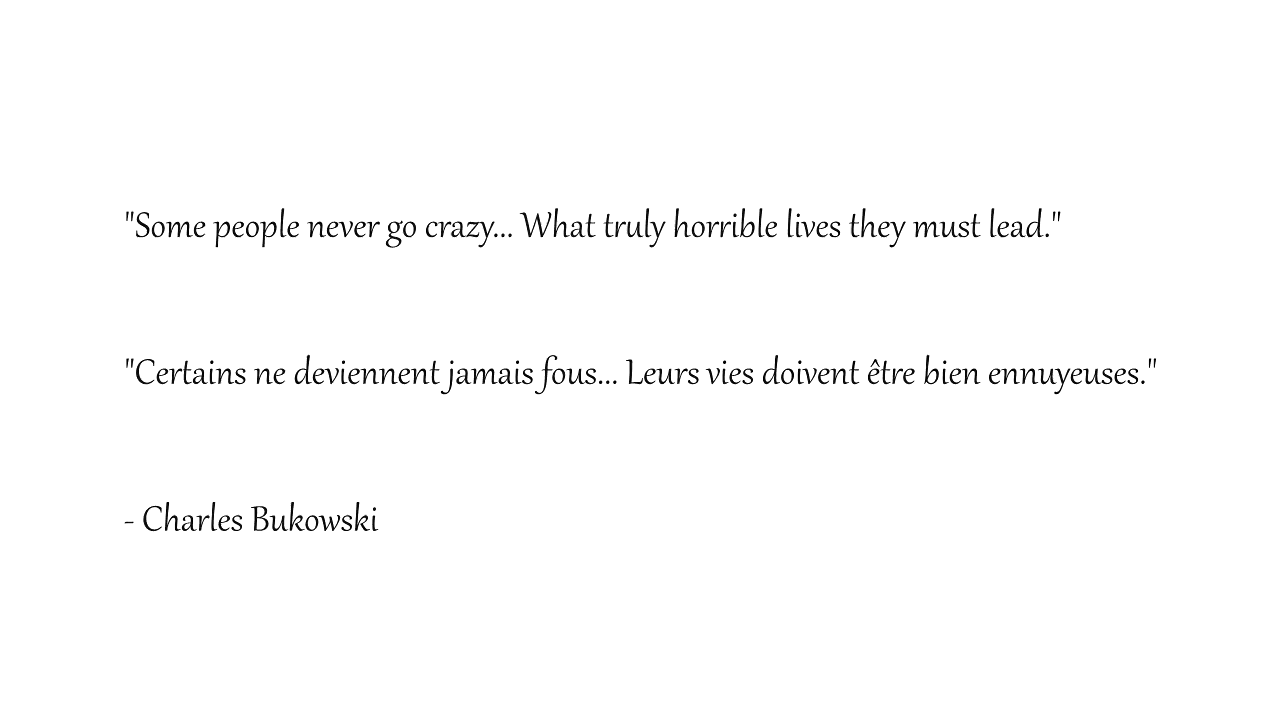 "Some people never go crazy... What truly horrible lives they must lead."
"Certains ne deviennent jamais fous... Leurs vies doivent être bien ennuyeuses."
- Charles Bukowski